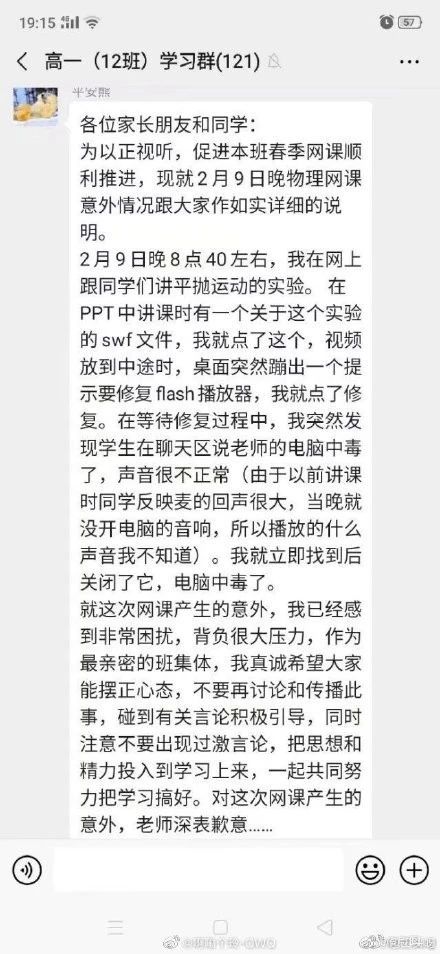 19:15
57
高一（12班）学习群(121)
平安熊
各位家长朋友和同学：
为以正视听，促进本班春季网课顺
利推进，现就2月9日晚物理网课
意外情况跟大家作如实详细的说
明。
2月9日晚8点40左右，我在网上
跟同学们讲平抛运动的实验。 在
PPT中讲课时有一个关于这个实验
的swf文件，我就点了这个，视频
放到中途时，桌面突然蹦出一个提
示要修复flash播放器，我就点了修
复。在等待修复过程中，我突然发
现学生在聊天区说老师的电脑中毒
了，声音很不正常（由于以前讲课
时同学反映麦的回声很大，当晚就
没开电脑的音响，所以播放的什么
声音我不知道）。我就立即找到后
关闭了它，电脑中毒了。
就这次网课产生的意外，我已经感
到非常困扰，背负很大压力，作为
最亲密的班集体，我真诚希望大家
能摆正心态，不要再讨论和传播此
事，碰到有关言论积极引导，同时
注意不要出现过激言论，把思想和
精力投入到学习上来，一起共同努
力把学习搞好。对这次网课产生的
意外，老师深表歉意……